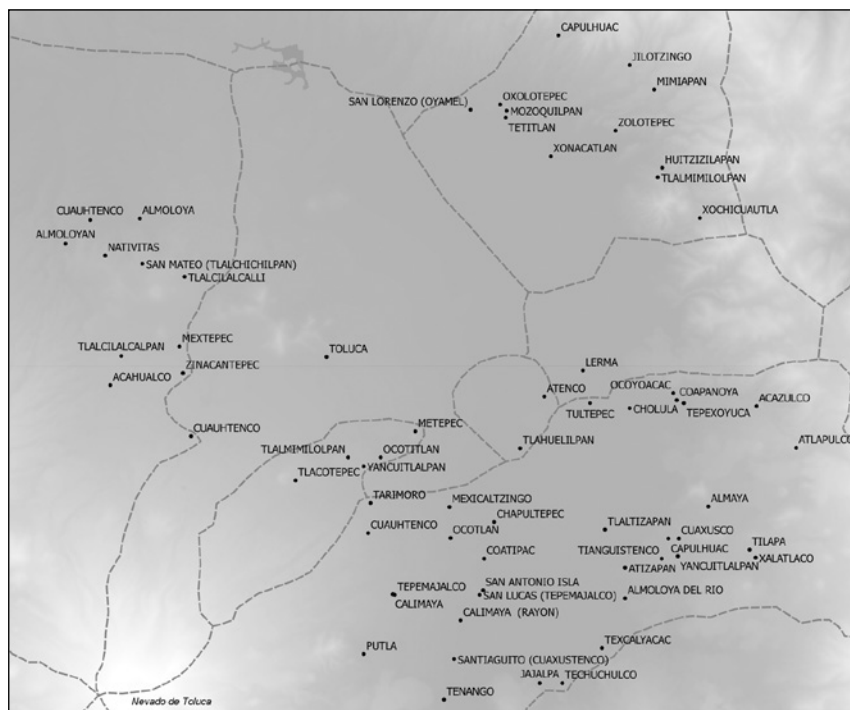 CAPULHUAC
JILOTZINGO
MIMIAPAN
OXOLOTEPEC
SAN LORENZO (OYAMEL)
MOZOQUILPAN
TETITLAN
ZOLOTEPEC
XONACATLAN
HUITZIZILAPAN
TLALMIMILOLPAN
CUAUHTENCO
ALMOLOYA
XOCHICUAUTLA
ALMOLOYAN
NATIVITAS
SAN MATEO (TLALCHICHILPAN)
TLALCILALCALLI
MEXTEPEC
TLALCILALCALPAN
TOLUCA
ZINACANTEPEC
LERMA
ACAHUALCO
ATENCO
OCOYOACAC
COAPANOYA
ACAZULCO
TULTEPEC
CHOLULA
TEPEXOYUCA
CUAUHTENCO
METEPEC
TLAHUELILPAN
ATLAPULCO
TLALMIMILOLPAN
OCOTITLAN
YANCUITLALPAN
TLACOTEPEC
TARIMORO
MEXICALTZINGO
ALMAYA
CHAPULTEPEC
CUAUHTENCO
OCOTLAN
TLALTIZAPAN
CUAXUSCO
TILAPA
COATIPAC
TIANGUISTENCO
CAPULHUAC
XALATLACO
ATIZAPAN
YANCUITLALPAN
TEPEMAJALCO
SAN ANTONIO ISLA
CALIMAYA
SAN LUCAS (TEPEMAJALCO)
ALMOLOYA DEL RIO
CALIMAYA (RAYON)
PUTLA
TEXCALYACAC
SANTIAGUITO (CUAXUSTENCO)
JAJALPA
TECHUCHULCO
TENANGO
Nevado de Toluca